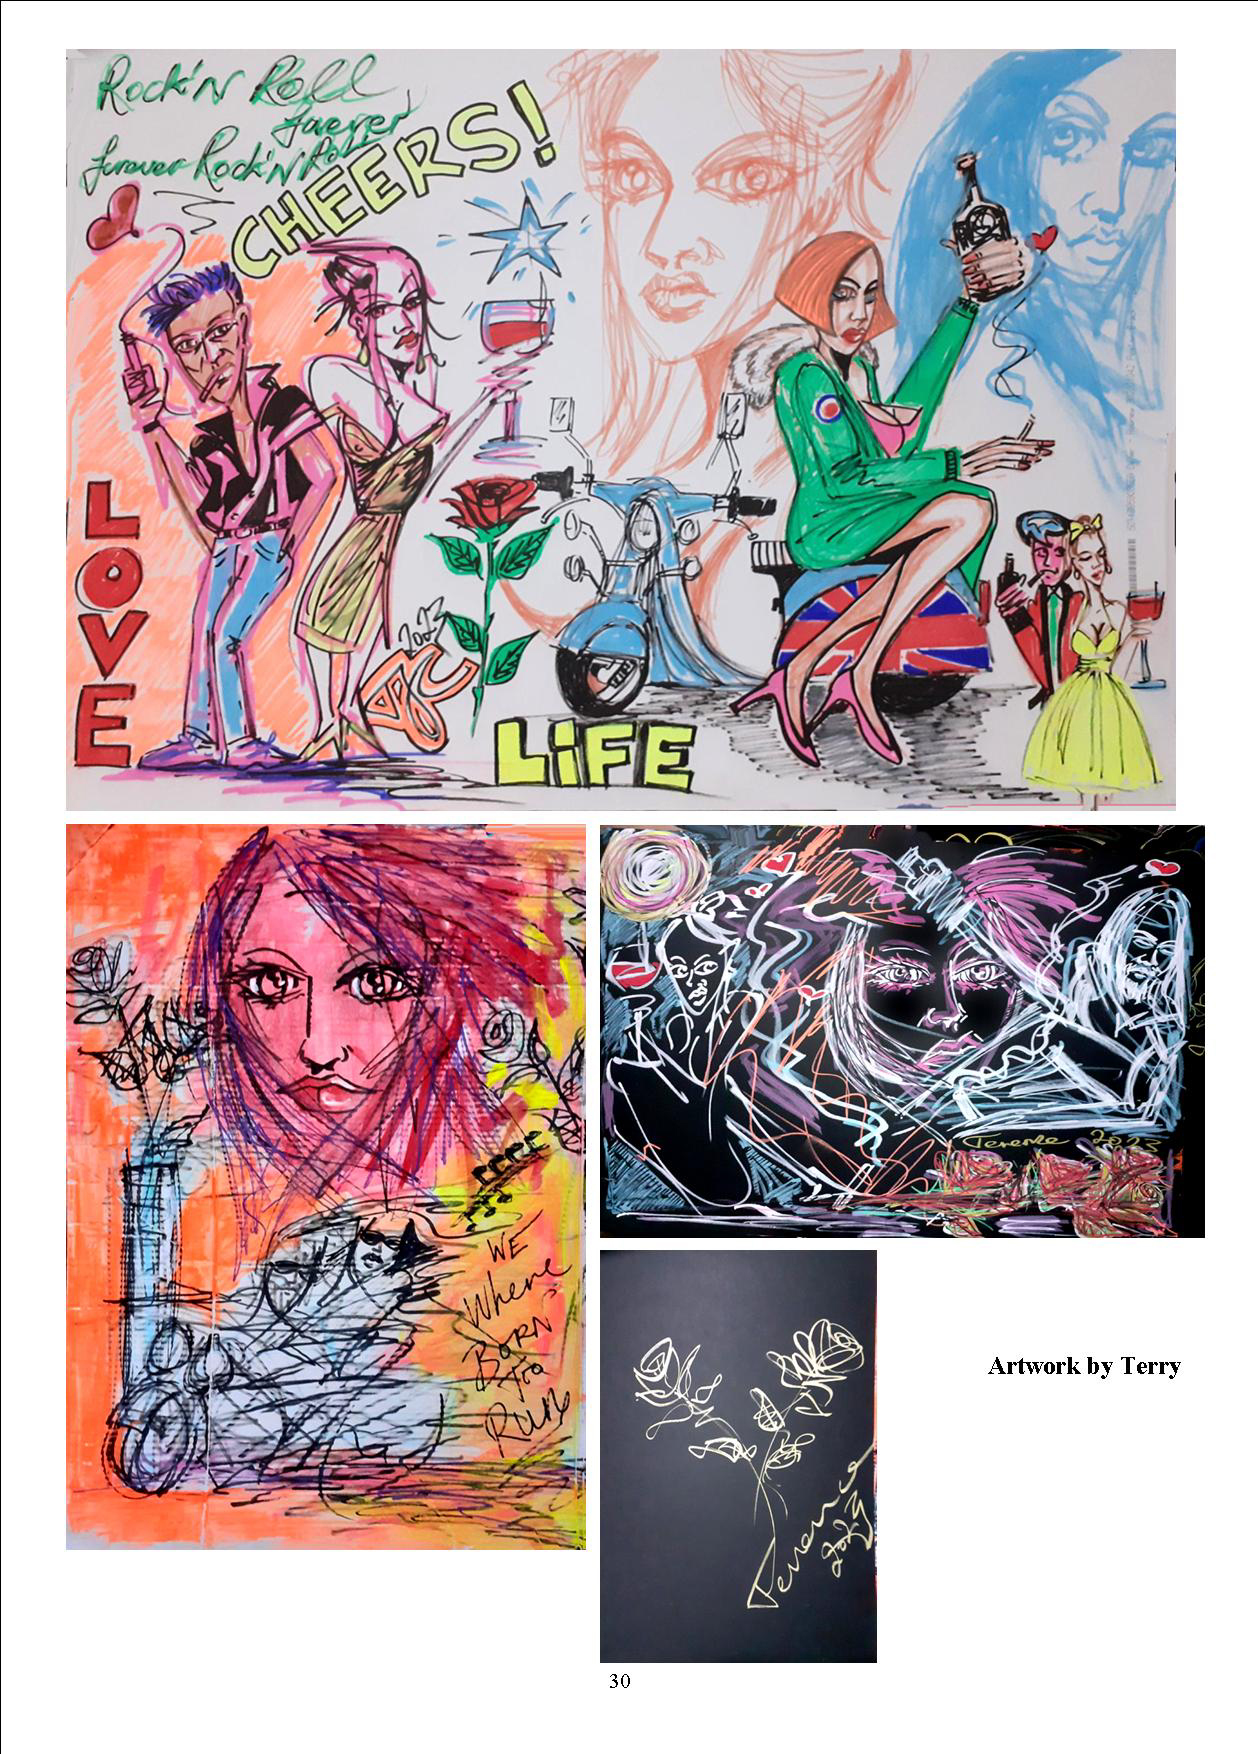 Rock'N Roll
forever
forever Rock'N Roll
CHEERS!
LOVE
2023
LiFE
WE
Where
BORN
To
RUN
Terence 2023
Terence
2023
Artwork by Terry
30